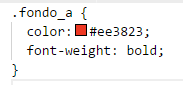 .fondo_a {
color: #ee3823;
font-weight: bold;
}